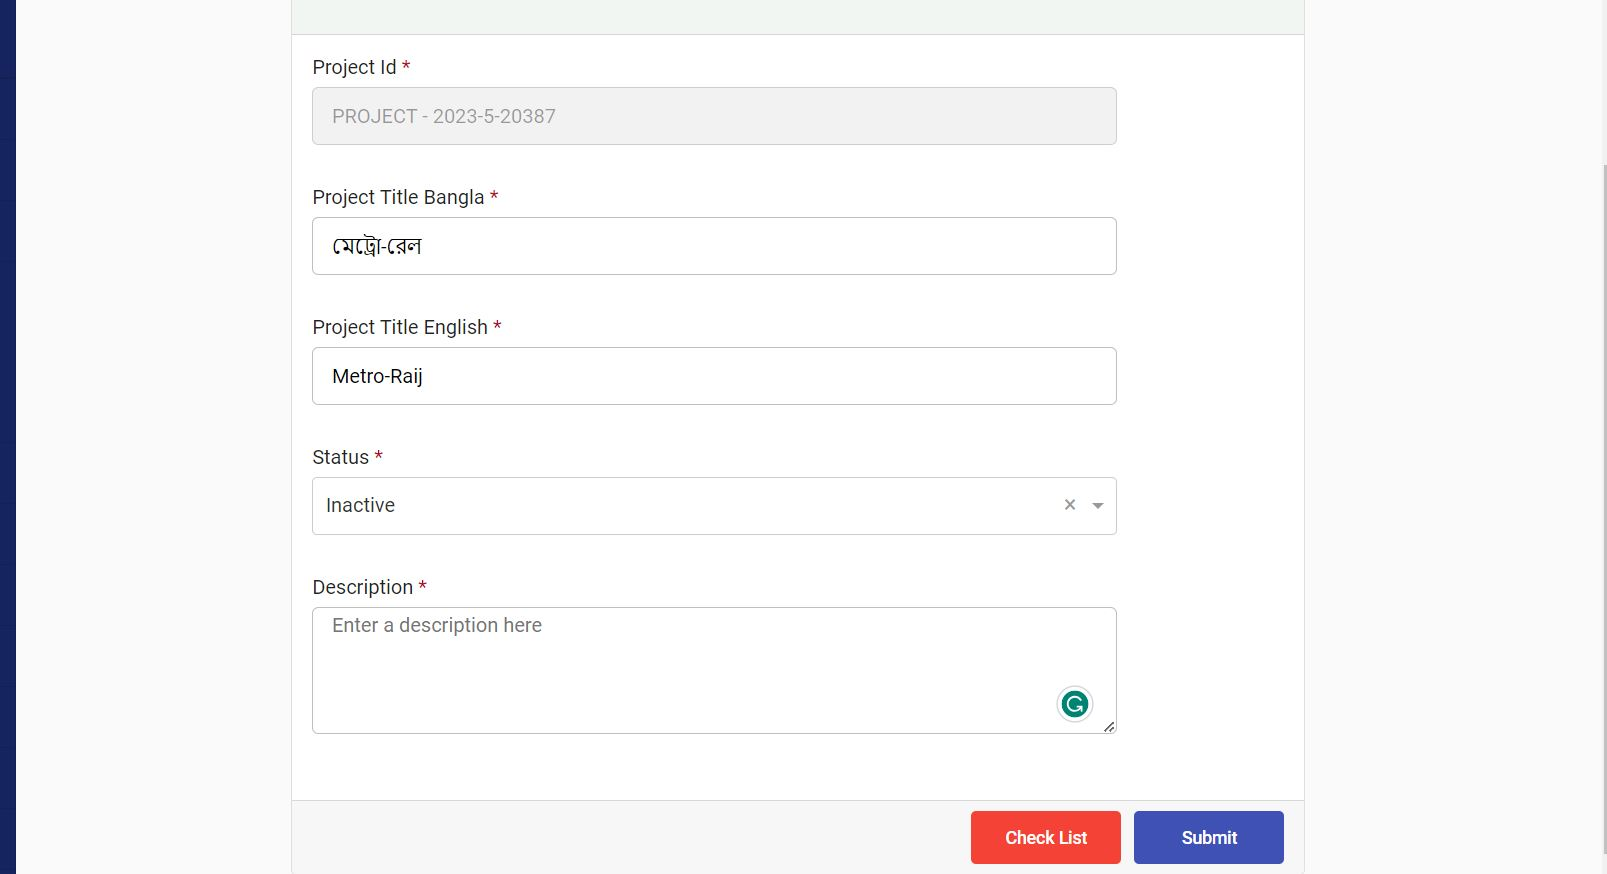 Project Id *
PROJECT - 2023-5-20387
Project Title Bangla *
মেট্রো-রেল
Project Title English *
Metro-Raij
Status *
Inactive
Description *
Enter a description here
Check List
Submit